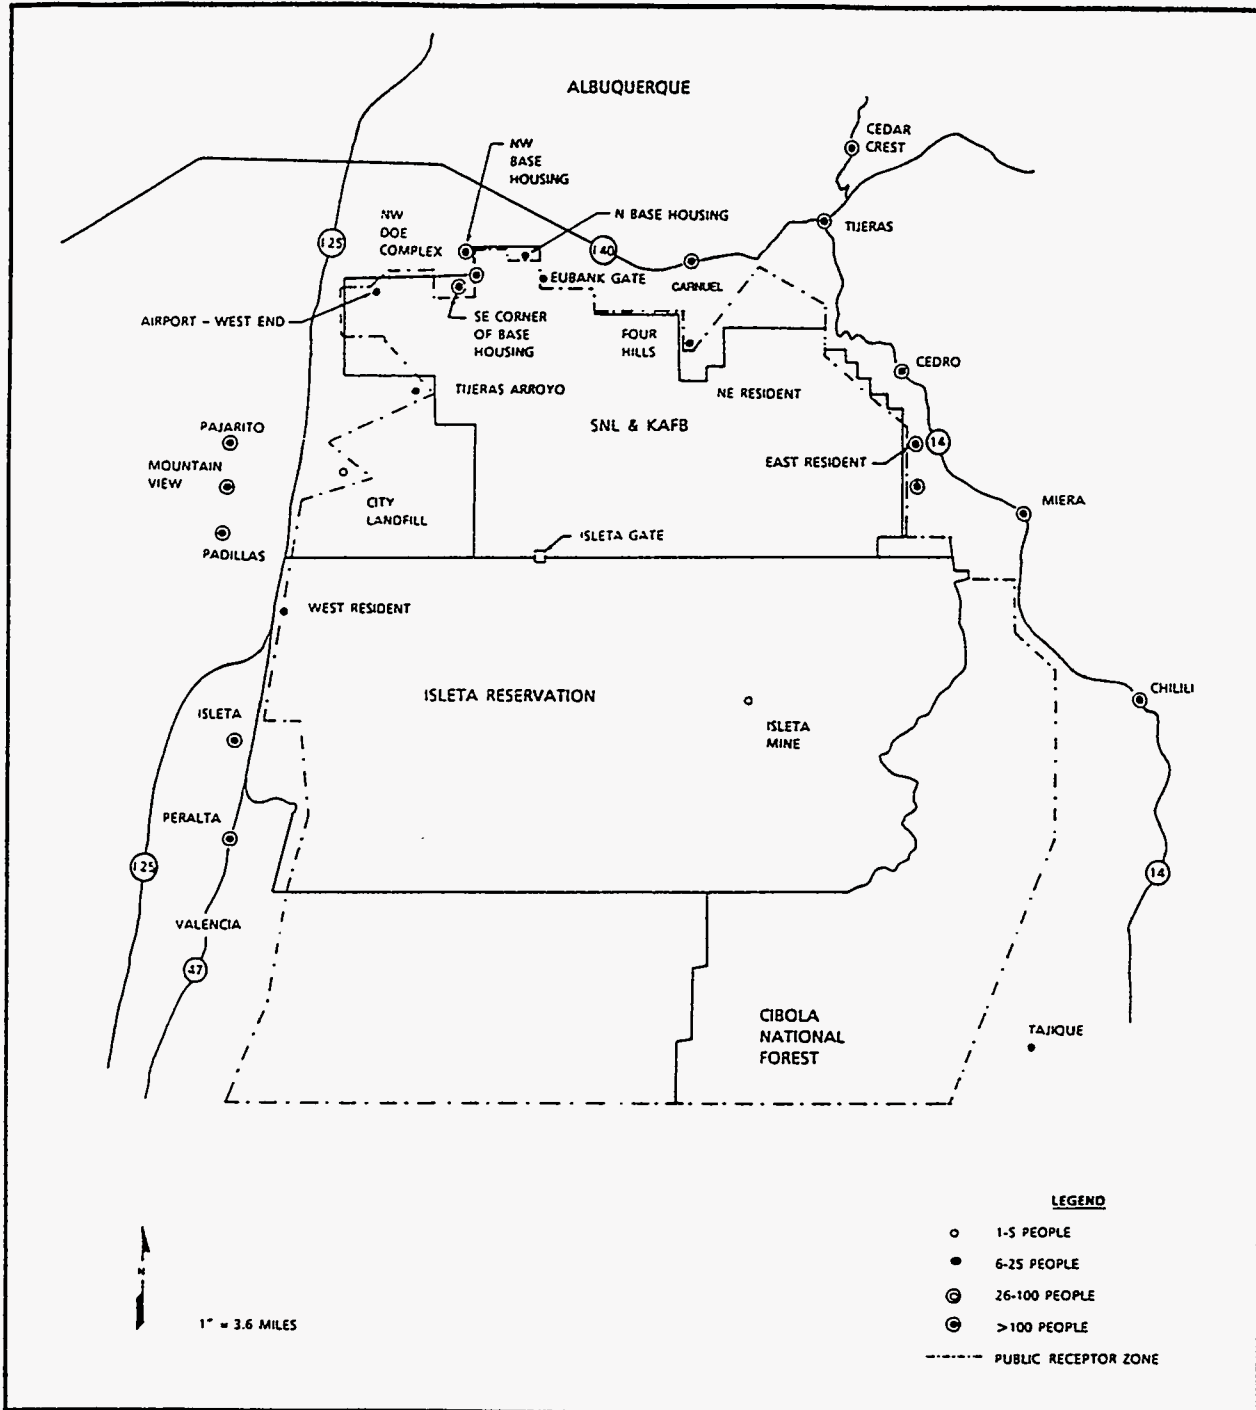 ALBUQUERQUE
CEDAR
CREST
NW
BASE
HOUSING
N BASE HOUSING
TIJERAS
NW
DOE
COMPLEX
I25
I40
EUBANK GATE
CARNUEL
AIRPORT - WEST END
SE CORNER
OF BASE
HOUSING
FOUR
HILLS
CEDRO
TIJERAS ARROYO
NE RESIDENT
SNL & KAFB
PAJARITO
14
EAST RESIDENT
MOUNTAIN
VIEW
MIERA
CITY
LANDFILL
PADILLAS
ISLETA GATE
WEST RESIDENT
ISLETA RESERVATION
CHILILI
ISLETA
ISLETA
MINE
PERALTA
I25
14
VALENCIA
47
CIBOLA
NATIONAL
FOREST
TAJIQUE
LEGEND
1-5 PEOPLE
6-25 PEOPLE
26-100 PEOPLE
>100 PEOPLE
PUBLIC RECEPTOR ZONE
N
1" = 3.6 MILES